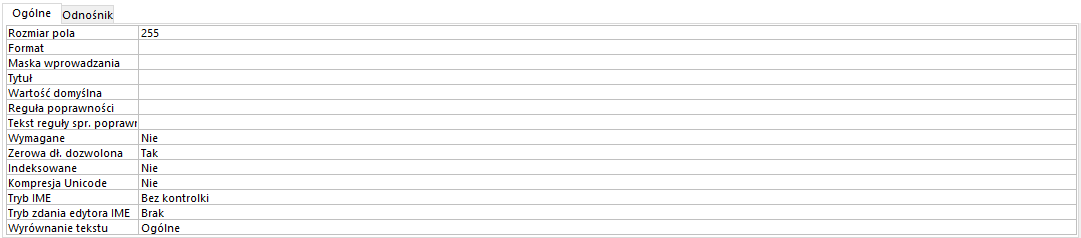 Ogólne Odnośnik
Rozmiar pola 255
Format
Maska wprowadzania
Tytuł
Wartość domyślna
Reguła poprawności
Tekst reguły spr. poprawn
Wymagane Nie
Zerowa dł. dozwolona Tak
Indeksowane Nie
Kompresja Unicode Nie
Tryb IME Bez kontrolki
Tryb zdania edytora IME Brak
Wyrównanie tekstu Ogólne